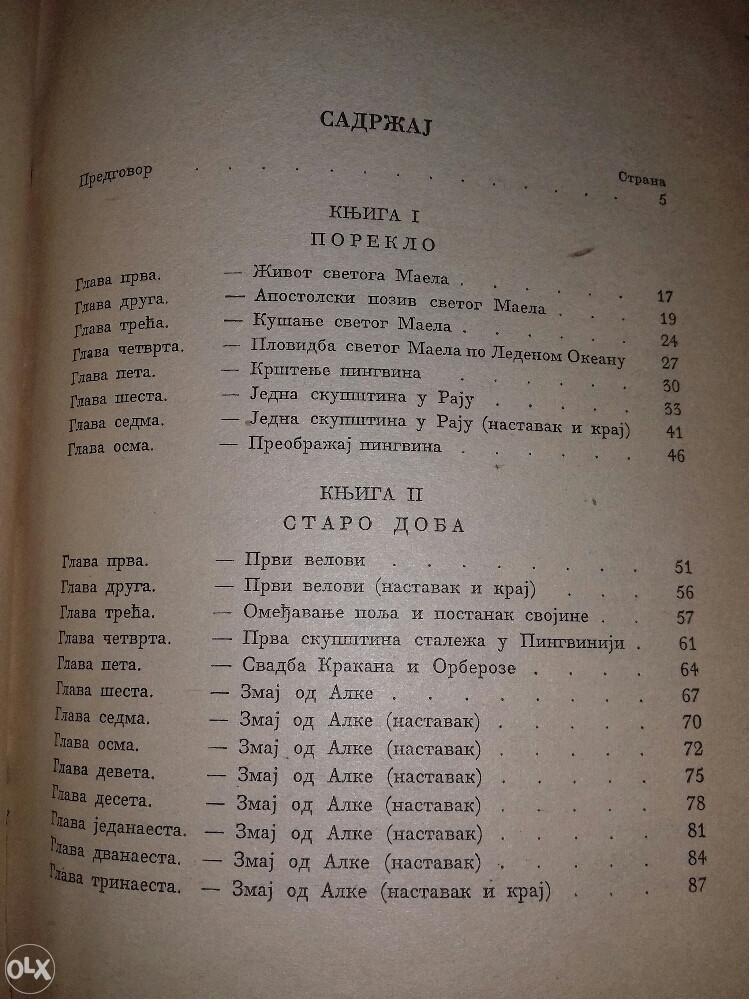 САДРЖАЈ
Страна
Предговор . . . . . . . . . . . . . 5
КЊИГА I
ПОРЕКЛО
Глава прва. — Живот светога Маела . . . . . 17
Глава друга. — Апостолски позив светог Маела . . 19
Глава трећа. — Кушање светог Маела . . . . . 24
Глава четврта. — Пловидба светог Маела по Леденом Океану 27
Глава пета. — Крштење пингвина . . . . . . 30
Глава шеста. — Једна скупштина у Рају . . . . 33
Глава седма. — Једна скупштина у Рају (наставак и крај) 41
Глава осма. — Преображај пингвина . . . . . 46
КЊИГА II
СТАРО ДОБА
Глава прва. — Први велови . . . . . . . 51
Глава друга. — Први велови (наставак и крај) . . . 56
Глава трећа. — Омеђавање поља и постанак својине . . 57
Глава четврта. — Прва скупштина сталежа у Пингвинији . 61
Глава пета. — Свадба Кракана и Орберозе . . . . 64
Глава шеста. — Змај од Алке . . . . . . . 67
Глава седма. — Змај од Алке (наставак) . . . . . 70
Глава осма. — Змај од Алке (наставак) . . . . . 72
Глава девета. — Змај од Алке (наставак) . . . . . 75
Глава десета. — Змај од Алке (наставак) . . . . . 78
Глава једанаеста. — Змај од Алке (наставак) . . . . . 81
Глава дванаеста. — Змај од Алке (наставак) . . . . . 84
Глава тринаеста. — Змај од Алке (наставак и крај) . . . 87
OLX